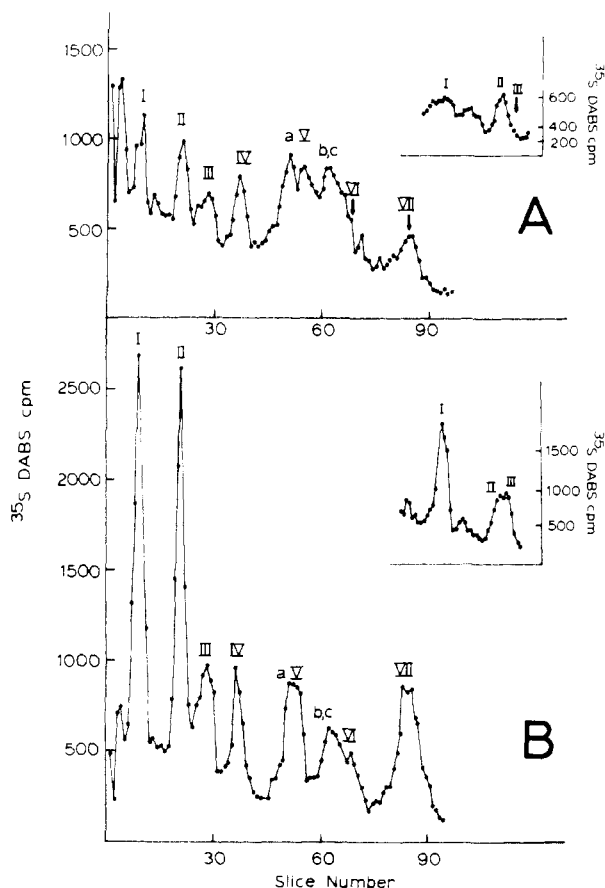 1500
1000
500
I
II
III
IV
a V
b,c
VI
VII
30
60
90
A
I
II
III
600
400
200
35S DABS cpm
2500
2000
1500
1000
500
I
II
III
IV
a V
b,c
VI
VII
30
60
90
B
I
II
III
1500
1000
500
35S DABS cpm
35S DABS cpm
Slice Number